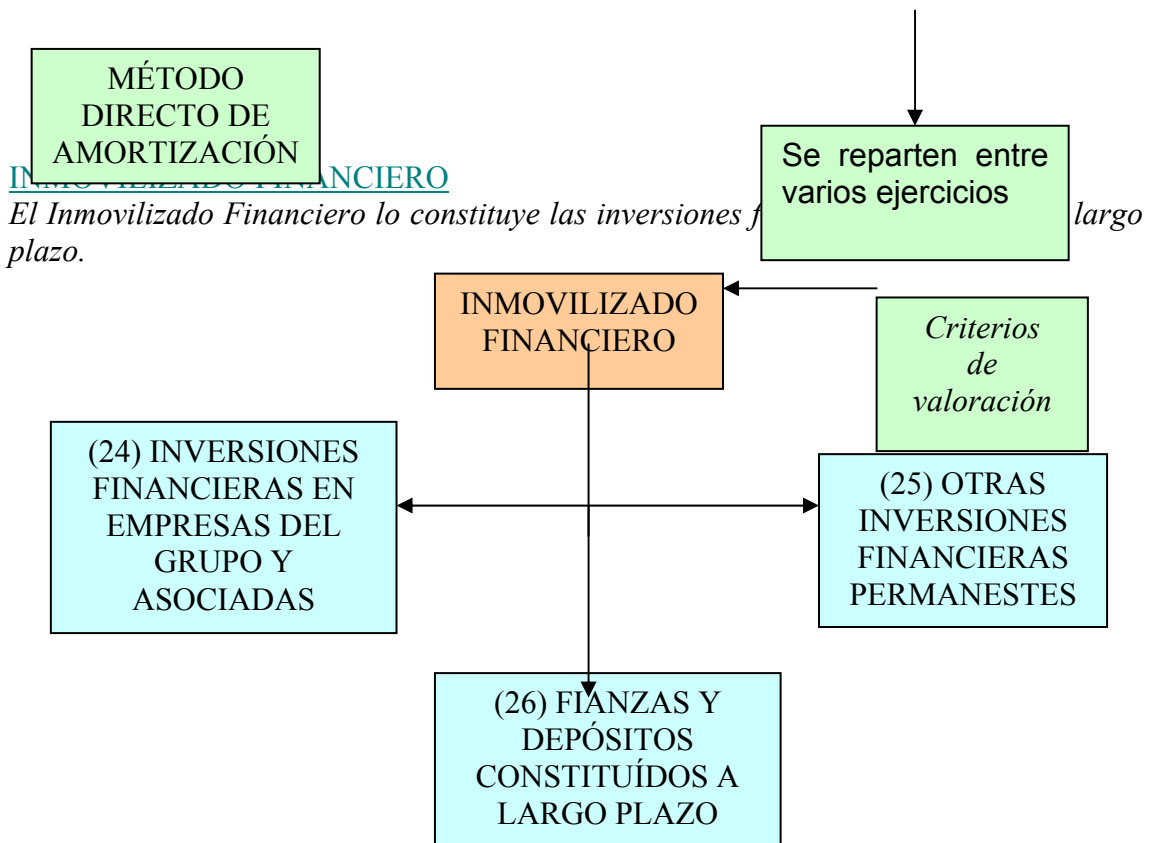 MÉTODO
DIRECTO DE
AMORTIZACIÓN
Se reparten entre
varios ejercicios
FINANCIERO
El Inmovilizado Financiero lo constituye las inversiones largo
plazo.
INMOVILIZADO
FINANCIERO
Criterios
de
valoración
(24) INVERSIONES
FINANCIERAS EN
EMPRESAS DEL
GRUPO Y
ASOCIADAS
(25) OTRAS
INVERSIONES
FINANCIERAS
PERMANESTES
(26) FIANZAS Y
DEPÓSITOS
CONSTITUÍDOS A
LARGO PLAZO